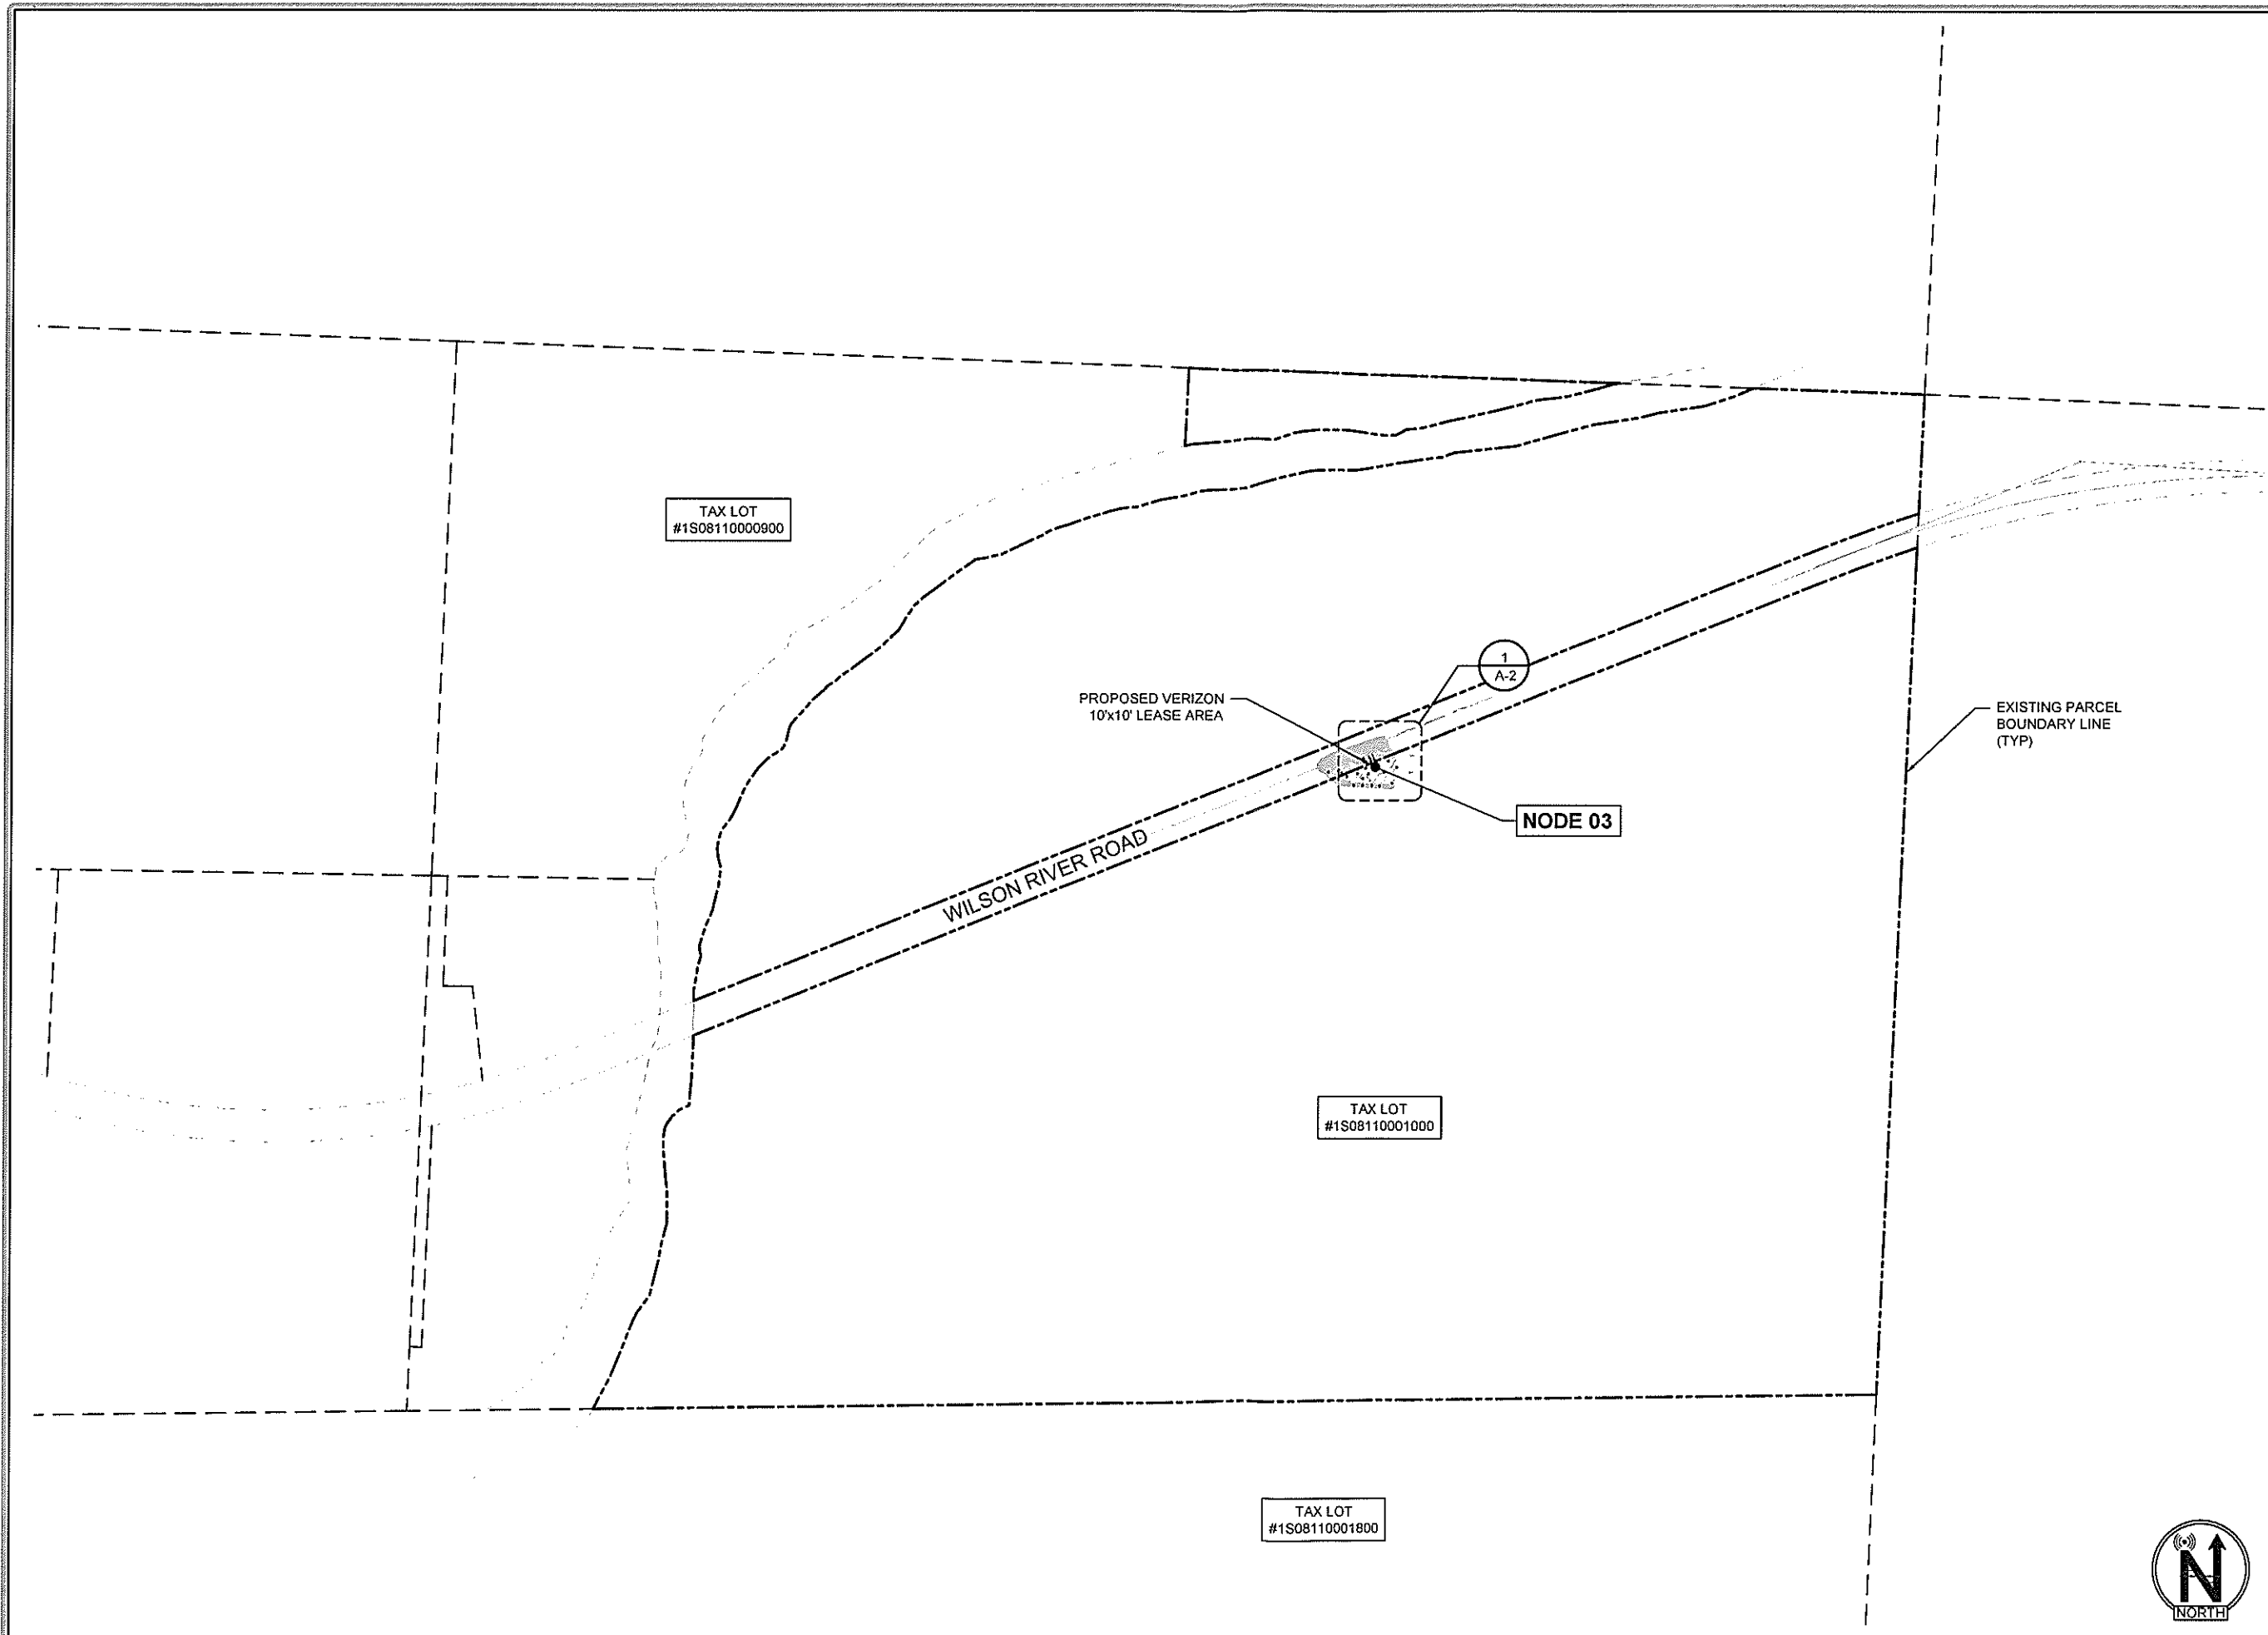 TAX LOT
#1S08110000900
1
A-2
PROPOSED VERIZON
10'x10' LEASE AREA
EXISTING PARCEL
BOUNDARY LINE
(TYP)
NODE 03
WILSON RIVER ROAD
TAX LOT
#1S08110001000
TAX LOT
#1S08110001800
N
NORTH